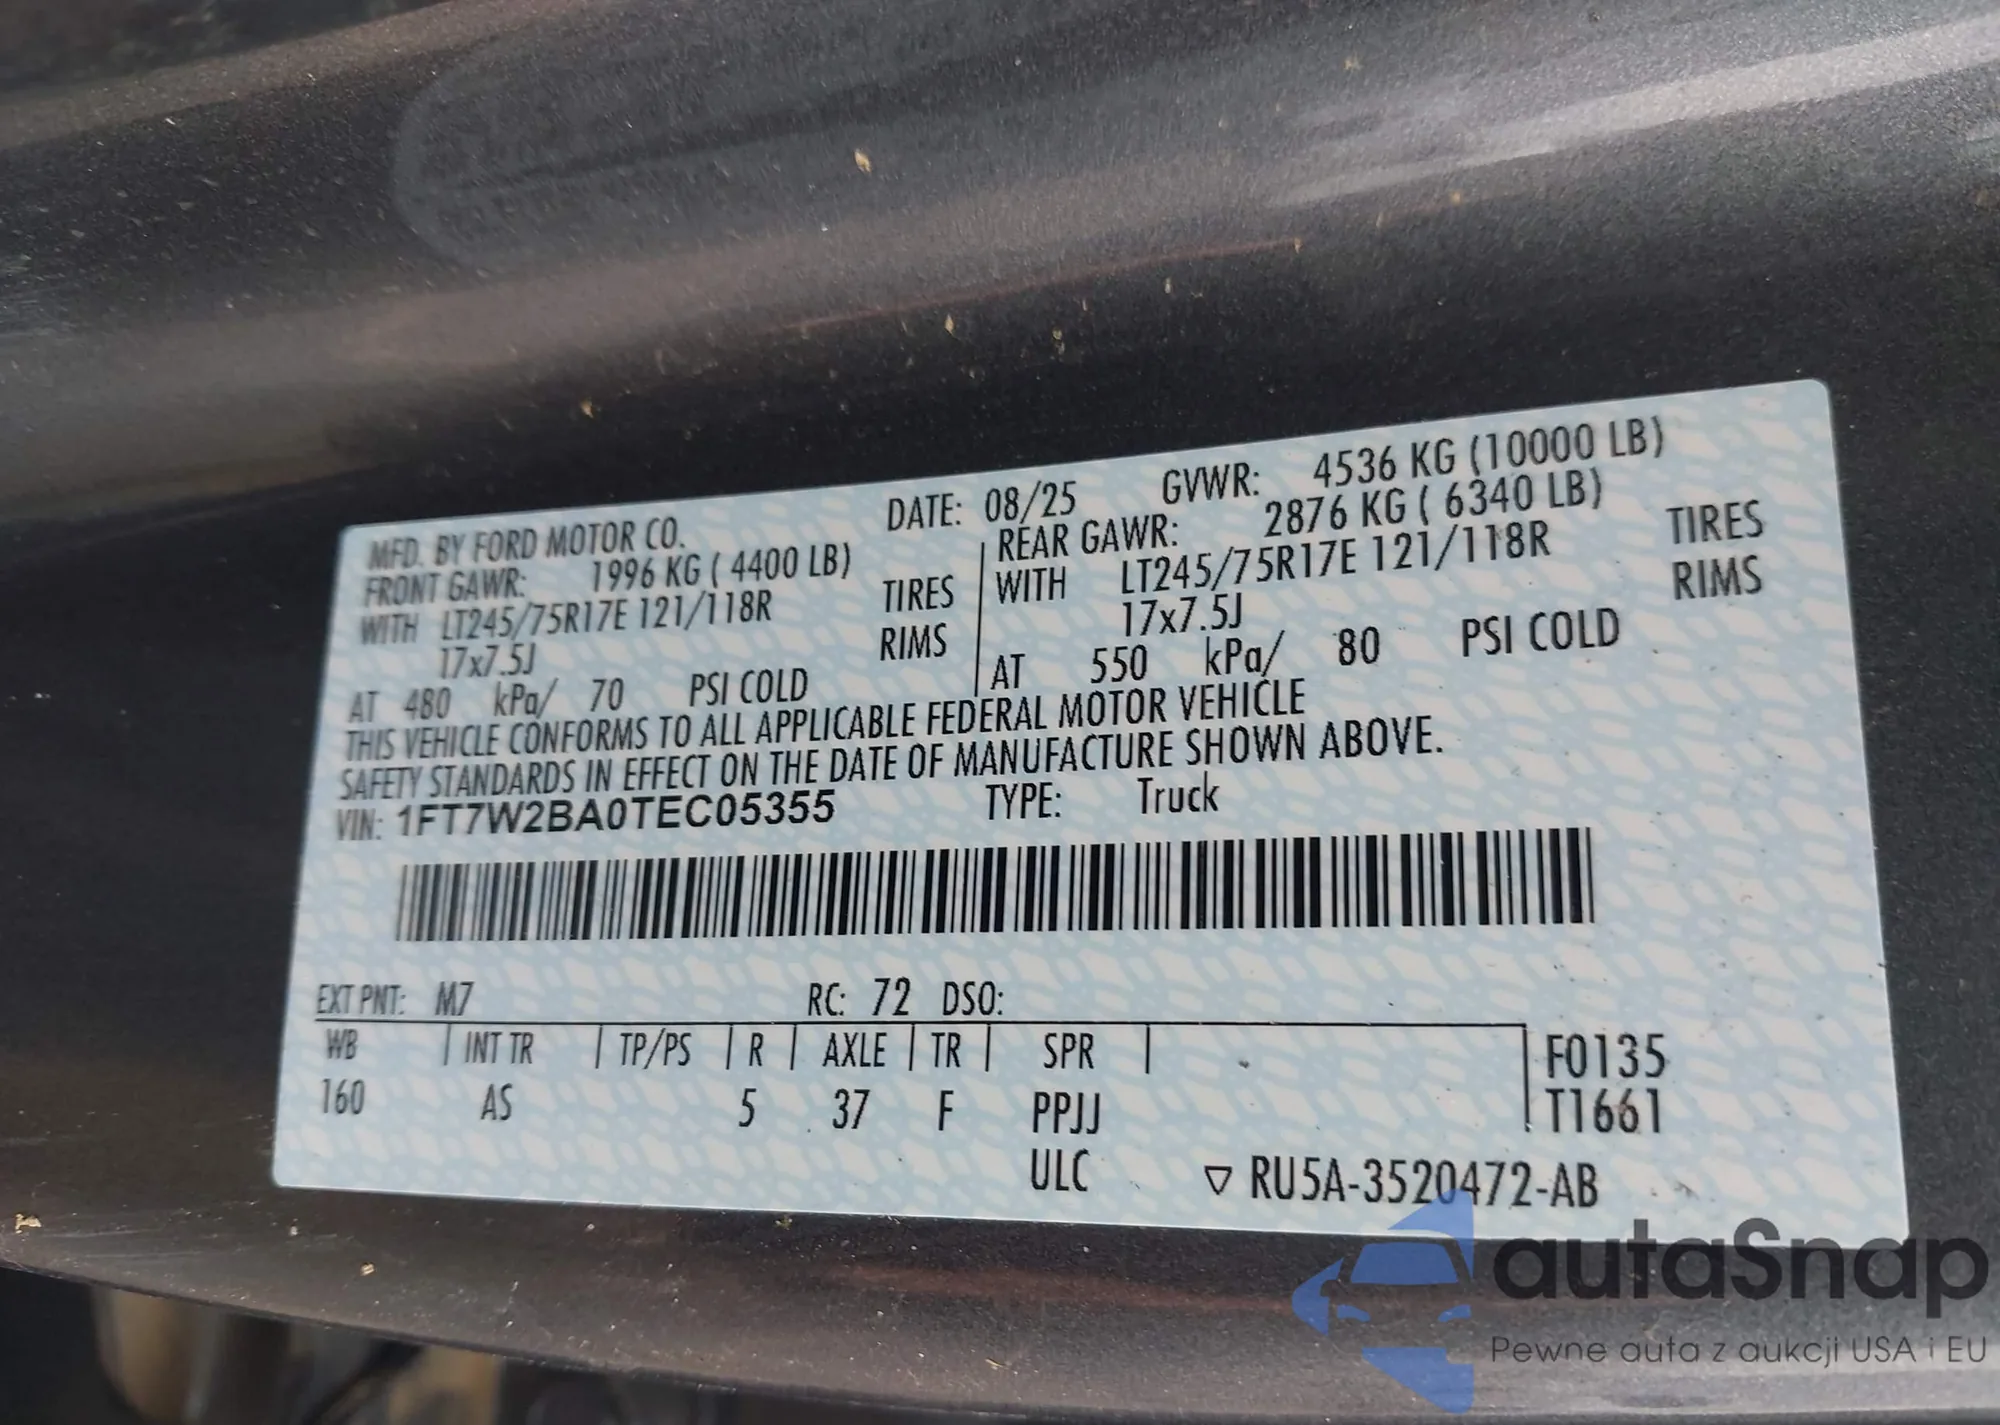 MFD. BY FORD MOTOR CO. DATE: 08/25 GVWR: 4536 KG (10000 LB)
FRONT GAWR: 1996 KG ( 4400 LB) REAR GAWR: 2876 KG ( 6340 LB)
WITH LT245/75R17E 121/118R TIRES WITH LT245/75R17E 121/118R TIRES
17x7.5J RIMS 17x7.5J RIMS
AT 480 kPa/ 70 PSI COLD AT 550 kPa/ 80 PSI COLD
THIS VEHICLE CONFORMS TO ALL APPLICABLE FEDERAL MOTOR VEHICLE
SAFETY STANDARDS IN EFFECT ON THE DATE OF MANUFACTURE SHOWN ABOVE.
VIN: 1FT7W2BA0TEC05355 TYPE: Truck
EXT PNT: M7 RC: 72 DSO:
WB INT TR TP/PS R AXLE TR SPR F0135
160 AS 5 37 F PPJJ T1661
ULC ▽ RU5A-3520472-AB
autaSnap
Pewne auta z aukcji USA i EU